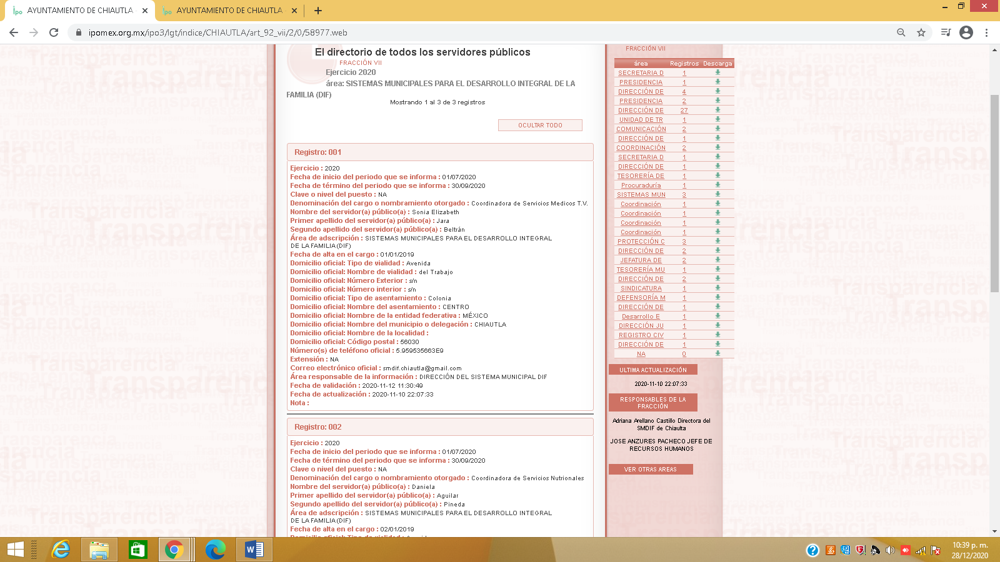 AYUNTAMIENTO DE CHIAUTLA
AYUNTAMIENTO DE CHIAUTLA -
ipomex.org.mx/ipo3/lgt/indice/CHIAUTLA/art_92_vii/2/0/58977.web
El directorio de todos los servidores públicos
FRACCIÓN VII
Ejercicio 2020
área: SISTEMAS MUNICIPALES PARA EL DESARROLLO INTEGRAL DE LA
FAMILIA (DIF)
Mostrando 1 al 3 de 3 registros
OCULTAR TODO
Registro: 001
Ejercicio : 2020
Fecha de inicio del periodo que se informa : 01/07/2020
Fecha de término del periodo que se informa : 30/09/2020
Clave o nivel del puesto : NA
Denominación del cargo o nombramiento otorgado : Coordinadora de Servicios Medicos T.V.
Nombre del servidor(a) público(a) : Sonia Elizabeth
Primer apellido del servidor(a) público(a) : Jara
Segundo apellido del servidor(a) público(a) : Beltrán
Área de adscripción : SISTEMAS MUNICIPALES PARA EL DESARROLLO INTEGRAL
DE LA FAMILIA (DIF)
Fecha de alta en el cargo : 01/01/2019
Domicilio oficial: Tipo de vialidad : Avenida
Domicilio oficial: Nombre de vialidad : del Trabajo
Domicilio oficial: Número Exterior : s/n
Domicilio oficial: Número interior : s/n
Domicilio oficial: Tipo de asentamiento : Colonia
Domicilio oficial: Nombre del asentamiento : CENTRO
Domicilio oficial: Nombre de la entidad federativa : MÉXICO
Domicilio oficial: Nombre del municipio o delegación : CHIAUTLA
Domicilio oficial: Nombre de la localidad :
Domicilio oficial: Código postal : 56030
Número(s) de teléfono oficial : 5.959535663E9
Extensión : NA
Correo electrónico oficial : smdif.chiautla@gmail.com
Área responsable de la información : DIRECCIÓN DEL SISTEMA MUNICIPAL DIF
Fecha de validación : 2020-11-12 11:30:49
Fecha de actualización : 2020-11-10 22:07:33
Nota :
Registro: 002
Ejercicio : 2020
Fecha de inicio del periodo que se informa : 01/07/2020
Fecha de término del periodo que se informa : 30/09/2020
Clave o nivel del puesto : NA
Denominación del cargo o nombramiento otorgado : Coordinadora de Servicios Nutrionales
Nombre del servidor(a) público(a) : Daniela
Primer apellido del servidor(a) público(a) : Aguilar
Segundo apellido del servidor(a) público(a) : Pineda
Área de adscripción : SISTEMAS MUNICIPALES PARA EL DESARROLLO INTEGRAL
DE LA FAMILIA (DIF)
Fecha de alta en el cargo : 02/01/2019
FRACCIÓN VII
área Registros Descarga
SECRETARIA D 1
PRESIDENCIA 1
DIRECCIÓN DE 4
PRESIDENCIA 2
DIRECCIÓN DE 27
UNIDAD DE TR 1
COMUNICACIÓN 2
DIRECCIÓN DE 1
COORDINACIÓN 2
SECRETARIA D 1
DIRECCIÓN DE 1
TESORERÍA DE 1
Procuraduría 1
SISTEMAS MUN 3
Coordinación 1
Coordinación 1
Coordinación 1
Coordinación 1
PROTECCIÓN C 3
DIRECCIÓN DE 2
JEFATURA DE 2
TESORERÍA MU 1
DIRECCIÓN DE 2
SINDICATURA 1
DEFENSORÍA M 1
DIRECCIÓN DE 1
Desarrollo E 1
DIRECCIÓN JU 1
REGISTRO CIV 1
DIRECCIÓN DE 1
NA 0
ULTIMA ACTUALIZACIÓN
2020-11-10 22:07:33
RESPONSABLES DE LA
FRACCIÓN
Adriana Arellano Castillo Directora del
SMDIF de Chiaulta
JOSE ANZURES PACHECO JEFE DE
RECURSOS HUMANOS
VER OTRAS AREAS
10:39 p. m.
28/12/2020